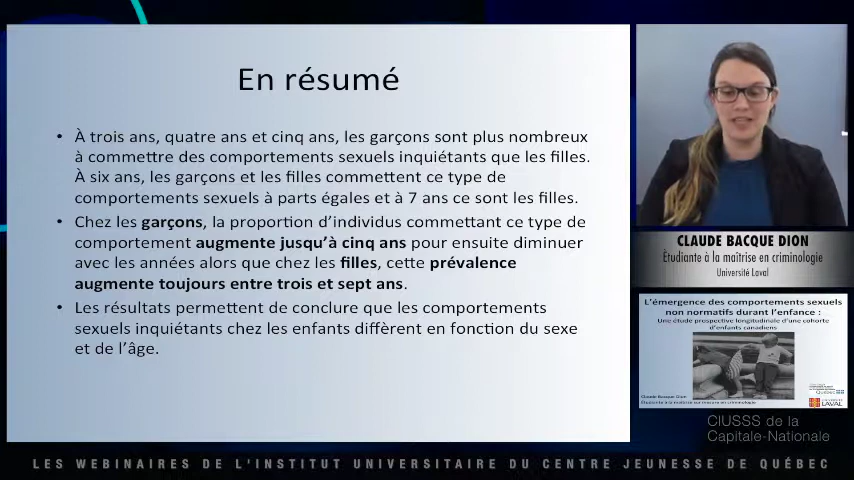 En résumé
• À trois ans, quatre ans et cinq ans, les garçons sont plus nombreux
à commettre des comportements sexuels inquiétants que les filles.
À six ans, les garçons et les filles commettent ce type de
comportements sexuels à parts égales et à 7 ans ce sont les filles.
• Chez les garçons, la proportion d'individus commettant ce type de
comportement augmente jusqu'à cinq ans pour ensuite diminuer
avec les années alors que chez les filles, cette prévalence
augmente toujours entre trois et sept ans.
• Les résultats permettent de conclure que les comportements
sexuels inquiétants chez les enfants diffèrent en fonction du sexe
et de l'âge.
CLAUDE BACQUE DION
Étudiante à la maîtrise en criminologie
Université Laval
L'émergence des comportements sexuels
non normatifs durant l'enfance :
Une étude prospective longitudinale d'une cohorte
d'enfants canadiens
Claude Bacque Dion
Québec
UNIVERSITÉ
LAVAL
CIUSSS de la
Capitale-Nationale
LES WEBINAIRES DE L'INSTITUT UNIVERSITAIRE DU CENTRE JEUNESSE DE QUÉBEC